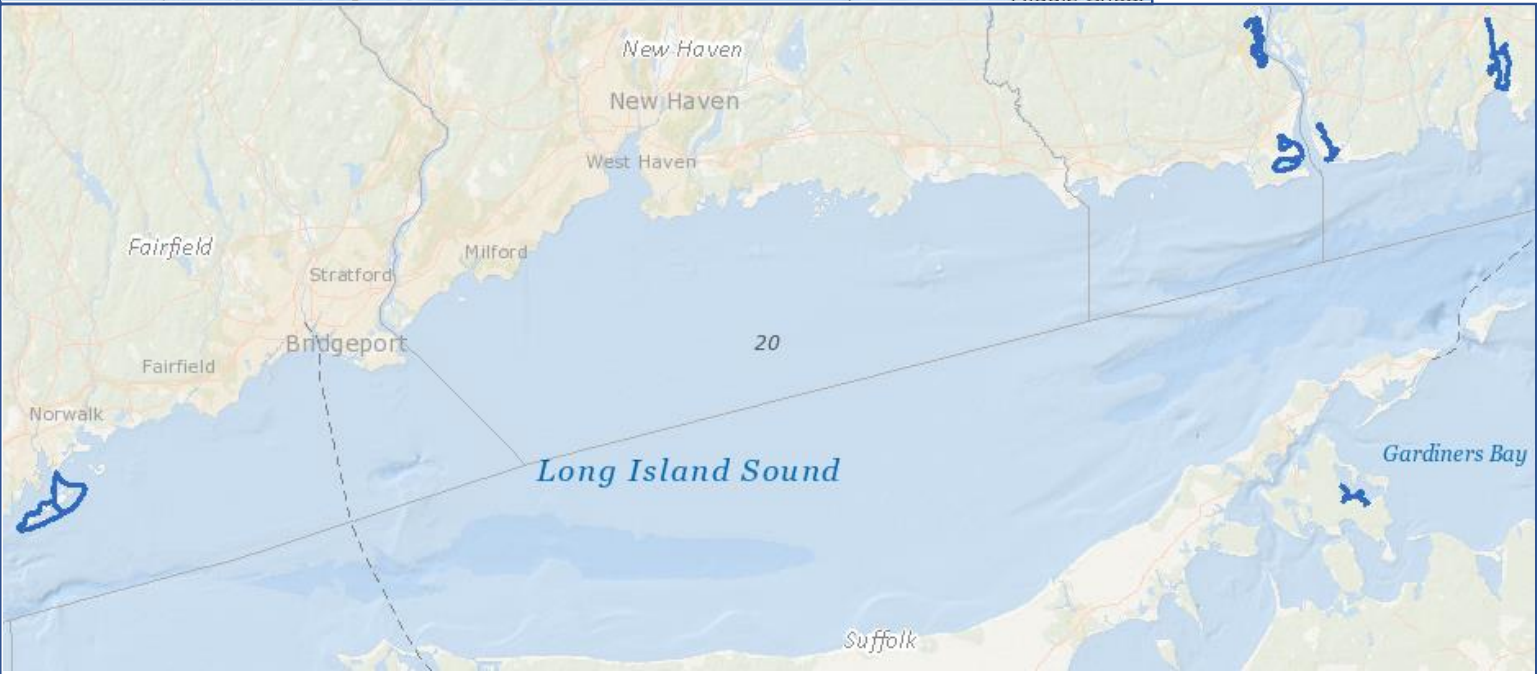 New Haven
New Haven
West Haven
Fairfield
Milford
Stratford
Bridgeport
20
Fairfield
Norwalk
Gardiners Bay
Long Island Sound
Suffolk